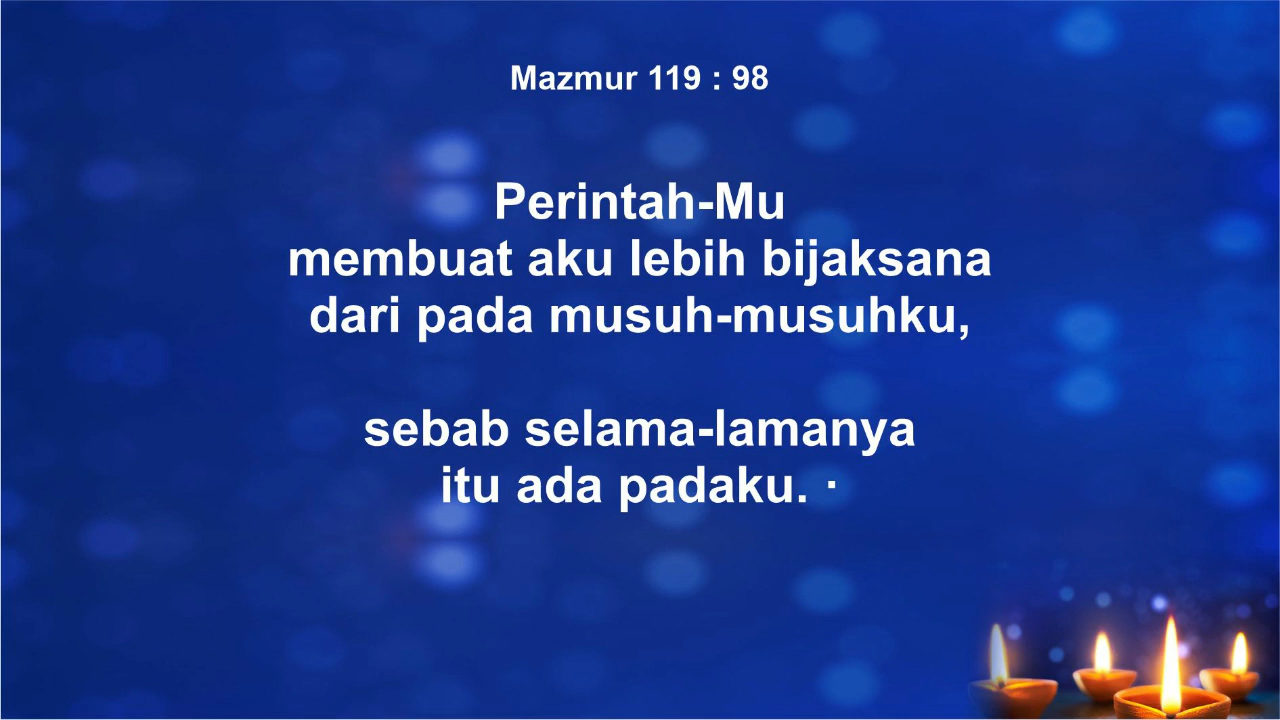 Mazmur 119 : 98
Perintah-Mu
membuat aku lebih bijaksana
dari pada musuh-musuhku,
sebab selama-lamanya
itu ada padaku. ·